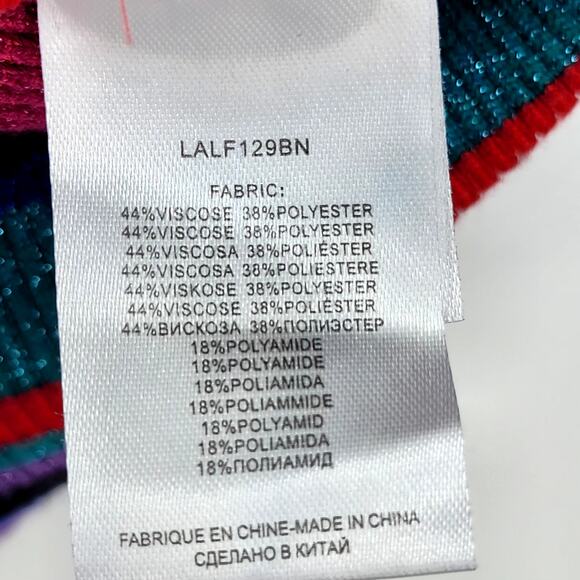 LALF129BN
FABRIC:
44%VISCOSE 38%POLYESTER
44%VISCOSE 38%POLYESTER
44%VISCOSA 38%POLIÉSTER
44%VISCOSA 38%POLIESTERE
44%VISKOSE 38%POLYESTER
44%VISCOSE 38%POLIÉSTER
44%ВИСКОЗА 38%ПОЛИЭСТЕР
18%POLYAMIDE
18%POLYAMIDE
18%POLIAMIDA
18%POLIAMMIDE
18%POLYAMID
18%POLIAMIDA
18%ПОЛИАМИД
FABRIQUE EN CHINE-MADE IN CHINA
СДЕЛАНО В КИТАЙ